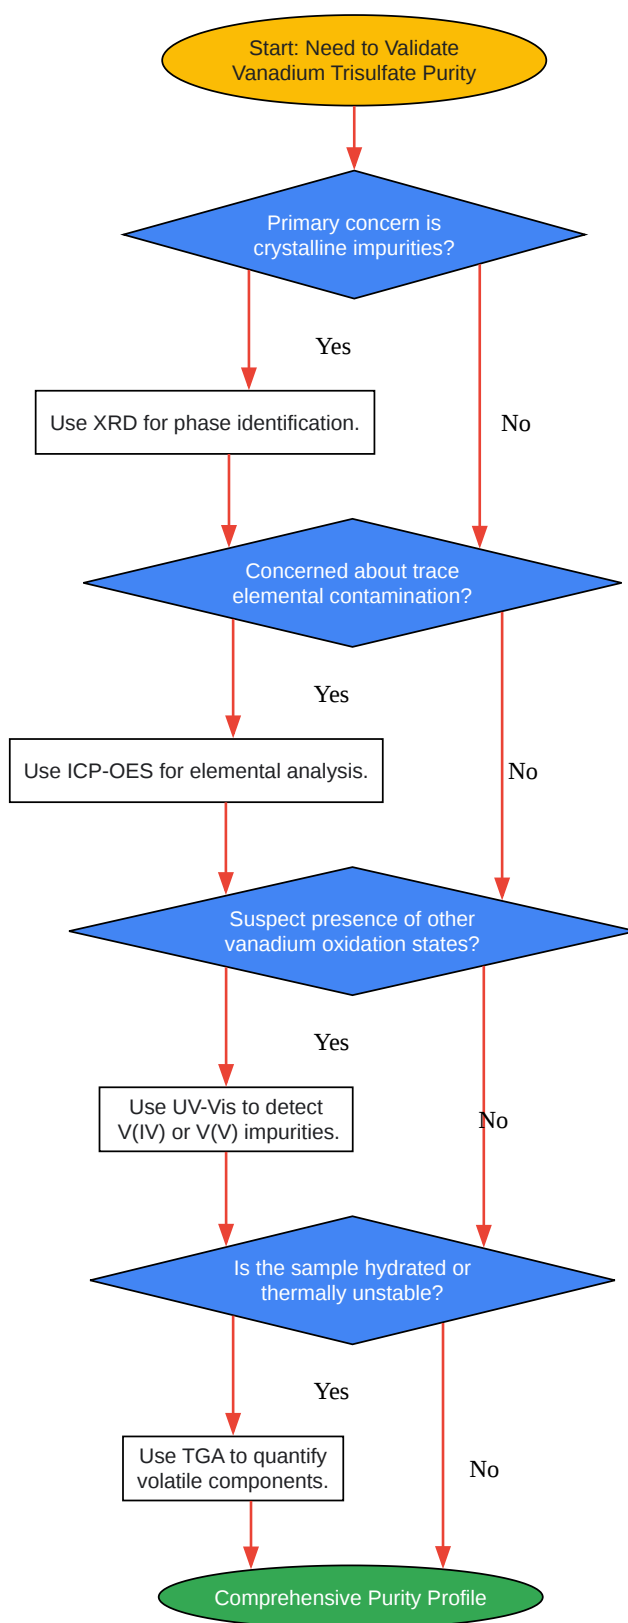 Start: Need to Validate
Vanadium Trisulfate Purity
Primary concern is
crystalline impurities?
Yes
Use XRD for phase identification.
No
Concerned about trace
elemental contamination?
Yes
Use ICP-OES for elemental analysis.
No
Suspect presence of other
vanadium oxidation states?
Yes
Use UV-Vis to detect
V(IV) or V(V) impurities.
No
Is the sample hydrated or
thermally unstable?
Yes
Use TGA to quantify
volatile components.
No
Comprehensive Purity Profile